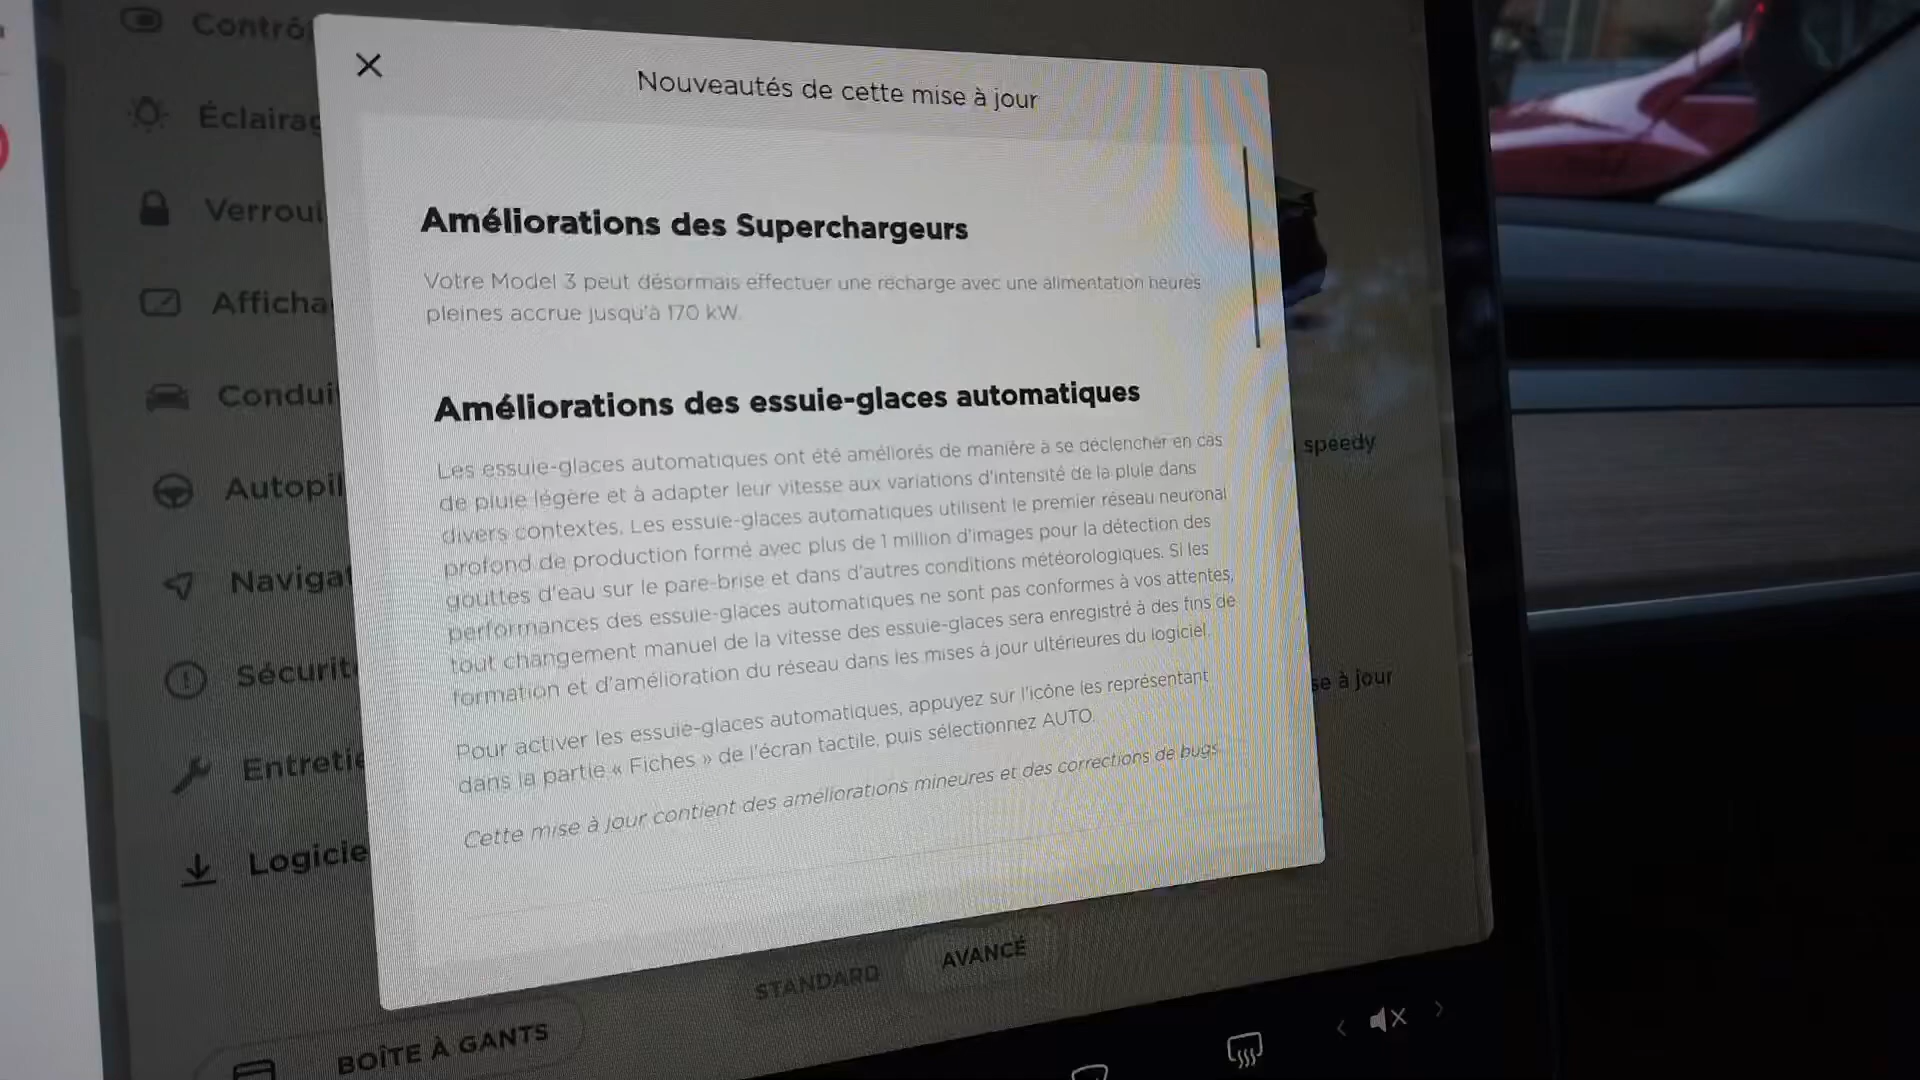 Contrô
Éclairag
Verroui
Afficha
Condui
Autopil
Navigat
Sécurit
Entretie
Logicie
Nouveautés de cette mise à jour
Améliorations des Superchargeurs
Votre Model 3 peut désormais effectuer une recharge avec une alimentation heures
pleines accrue jusqu'à 170 kW.
Améliorations des essuie-glaces automatiques
Les essuie-glaces automatiques ont été améliorés de manière à se déclencher en cas
de pluie légère et à adapter leur vitesse aux variations d'intensité de la pluie dans
divers contextes. Les essuie-glaces automatiques utilisent le premier réseau neuronal
profond de production formé avec plus de 1 million d'images pour la détection des
gouttes d'eau sur le pare-brise et dans d'autres conditions météorologiques. Si les
performances des essuie-glaces automatiques ne sont pas conformes à vos attentes,
tout changement manuel de la vitesse des essuie-glaces sera enregistré à des fins de
formation et d'amélioration du réseau dans les mises à jour ultérieures du logiciel.
Pour activer les essuie-glaces automatiques, appuyez sur l'icône les représentant
dans la partie « Fiches » de l'écran tactile, puis sélectionnez AUTO.
Cette mise à jour contient des améliorations mineures et des corrections de bugs.
speedy
se à jour
STANDARD
AVANCÉ
BOÎTE À GANTS